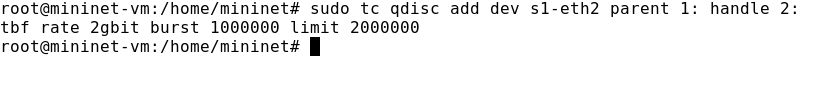 root@mininet-vm:/home/mininet# sudo tc qdisc add dev s1-eth2 parent 1: handle 2:
tbf rate 2gbit burst 1000000 limit 2000000
root@mininet-vm:/home/mininet#